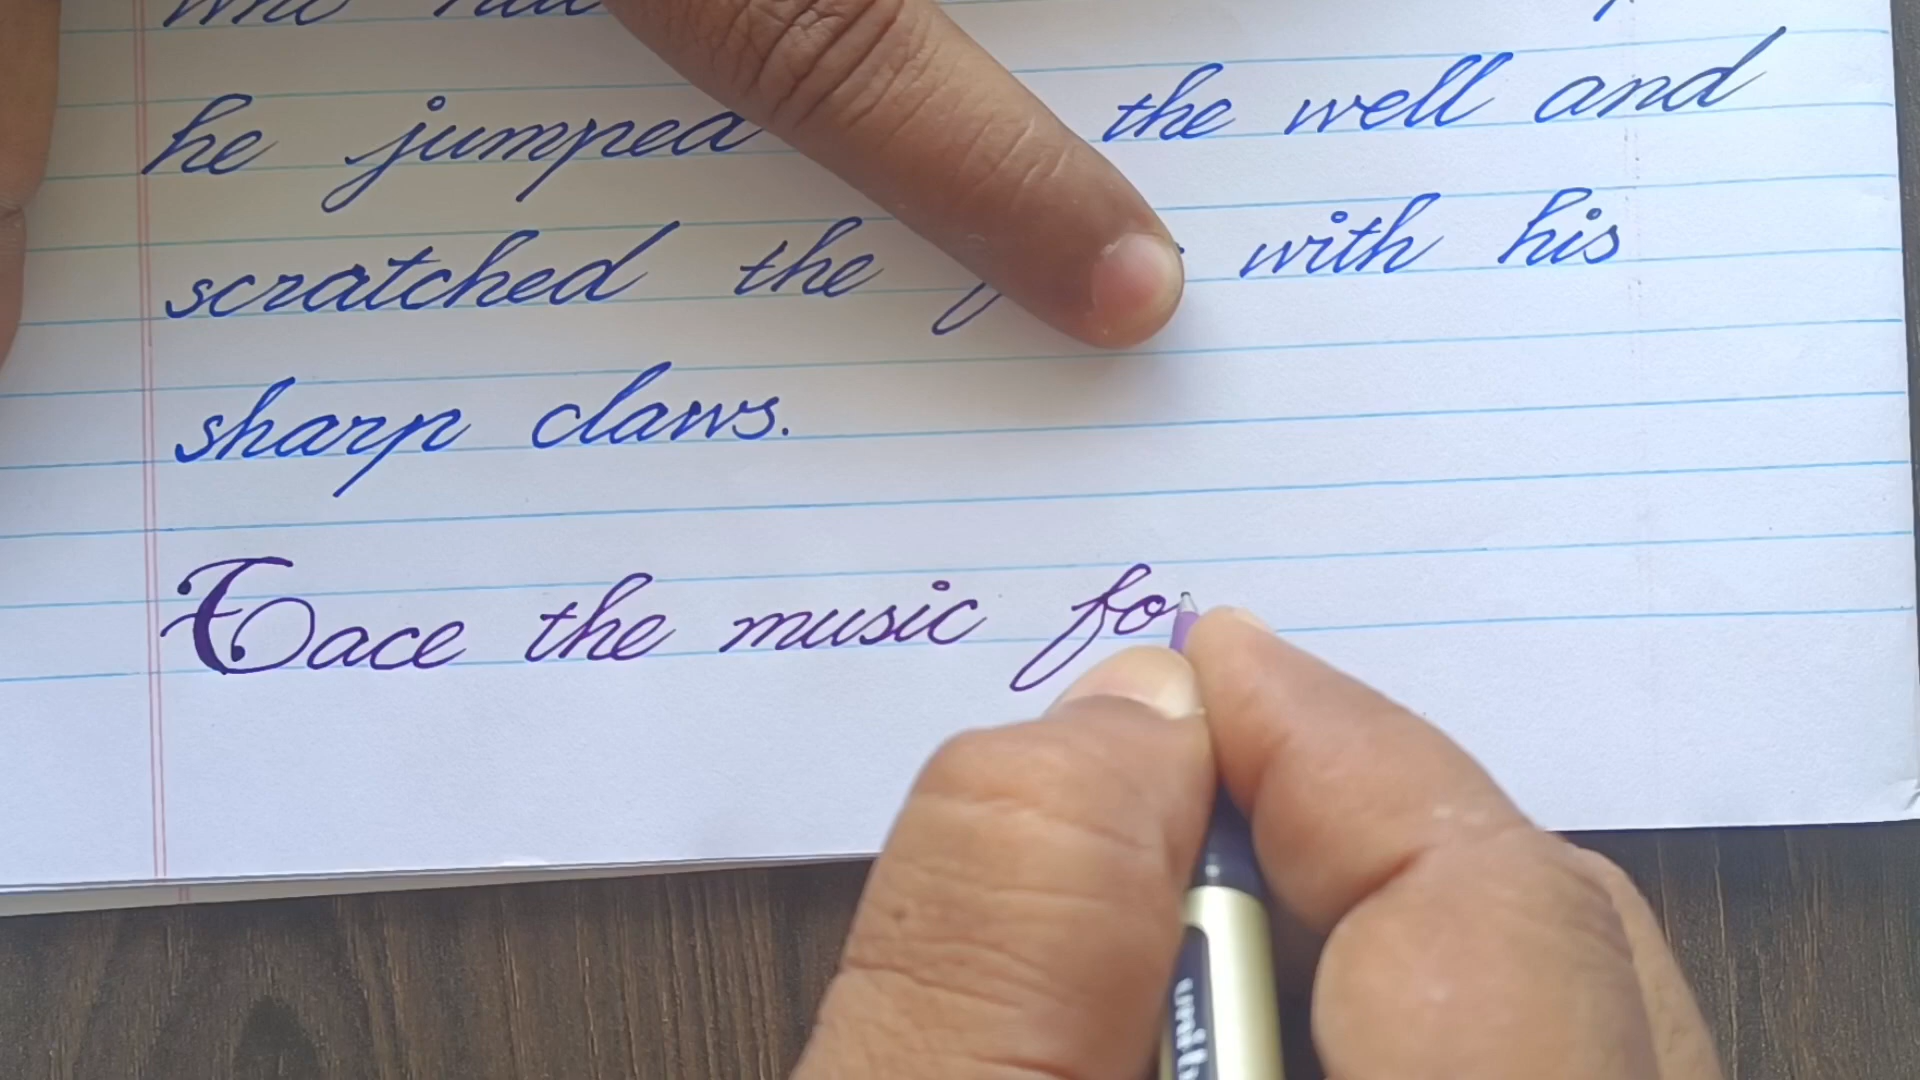 he jumped the well and
scratched the with his
sharp claws.
Face the music fo